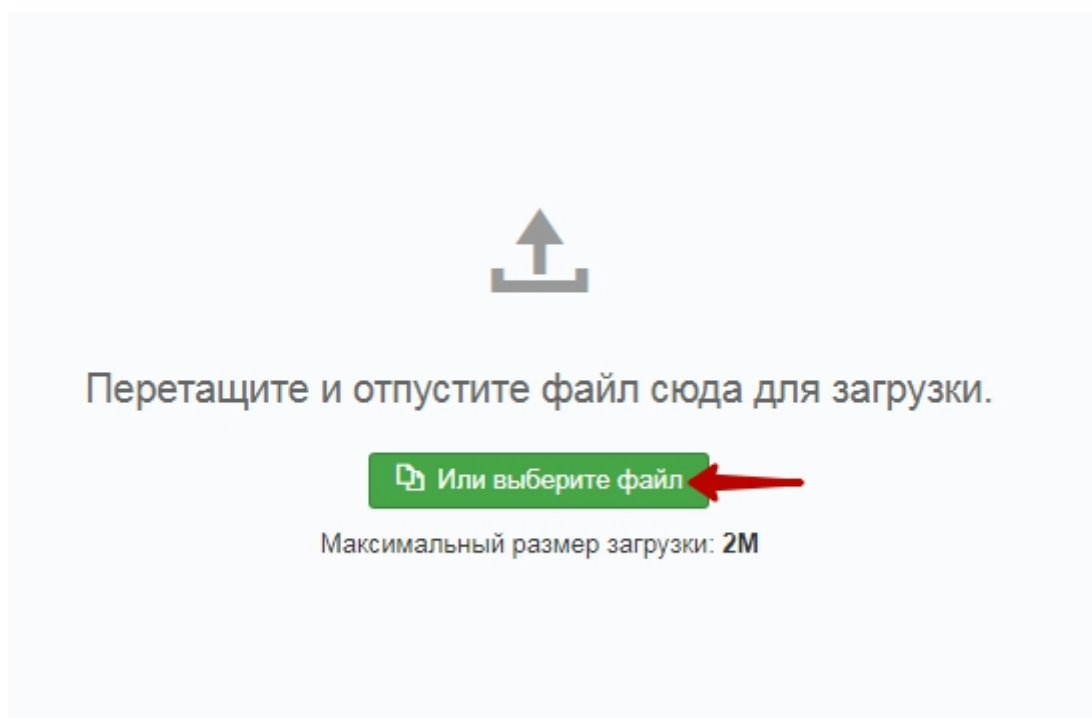 Перетащите и отпустите файл сюда для загрузки.
Или выберите файл
Максимальный размер загрузки: 2M